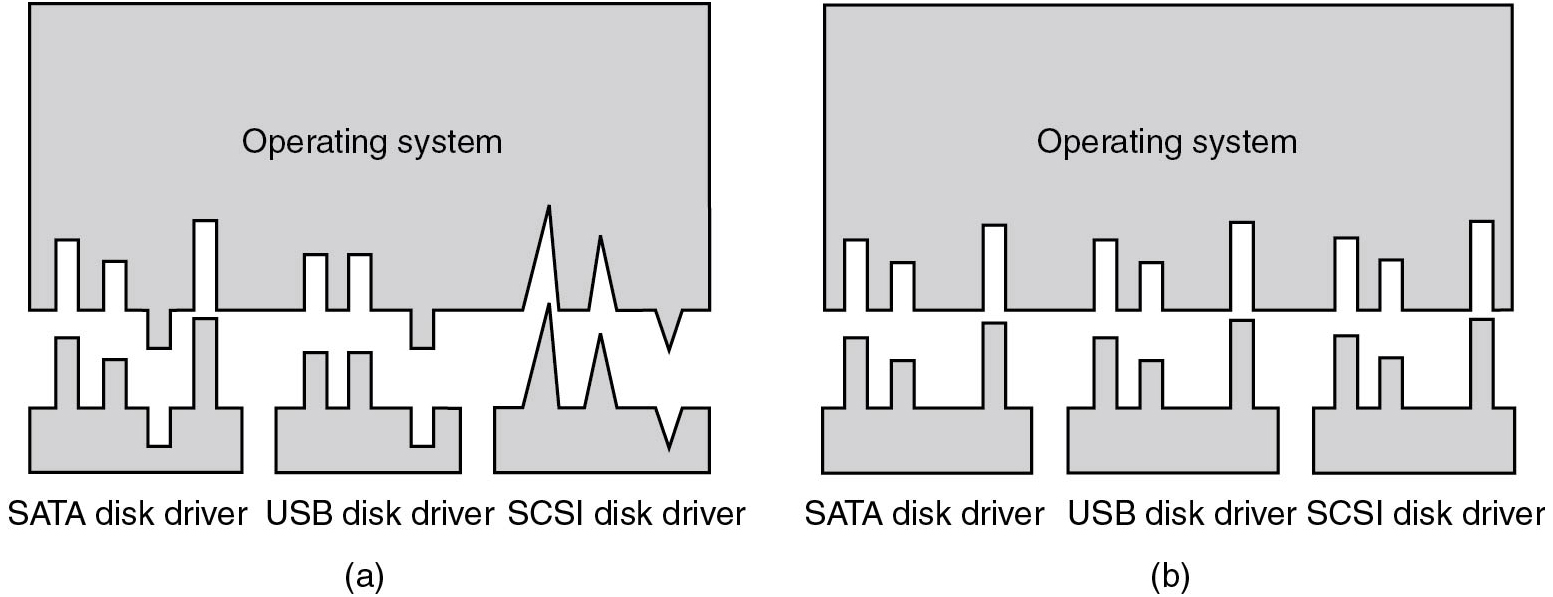 Operating system
Operating system
SATA disk driver USB disk driver SCSI disk driver
SATA disk driver USB disk driver SCSI disk driver
(a)
(b)